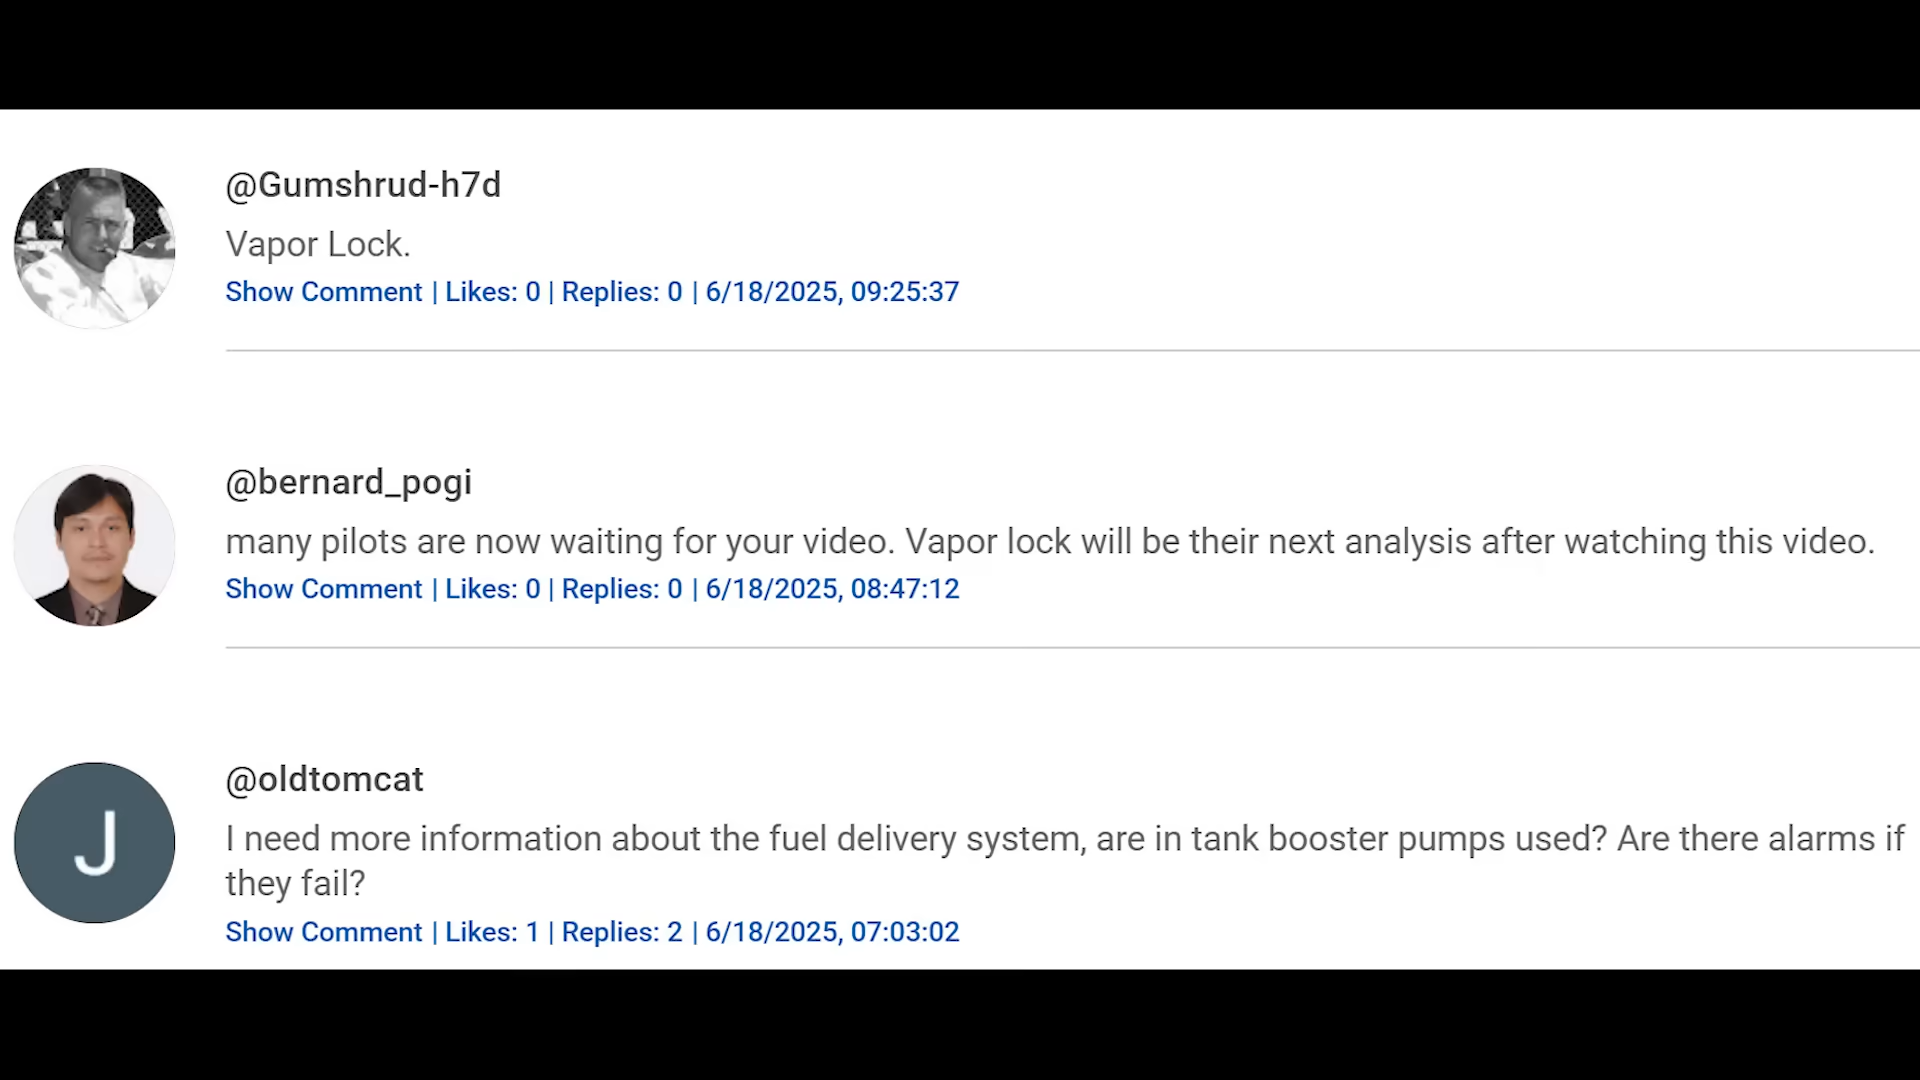 @Gumshrud-h7d
Vapor Lock.
Show Comment | Likes: 0 | Replies: 0 | 6/18/2025, 09:25:37
@bernard_pogi
many pilots are now waiting for your video. Vapor lock will be their next analysis after watching this video.
Show Comment | Likes: 0 | Replies: 0 | 6/18/2025, 08:47:12
J
@oldtomcat
I need more information about the fuel delivery system, are in tank booster pumps used? Are there alarms if
they fail?
Show Comment | Likes: 1 | Replies: 2 | 6/18/2025, 07:03:02